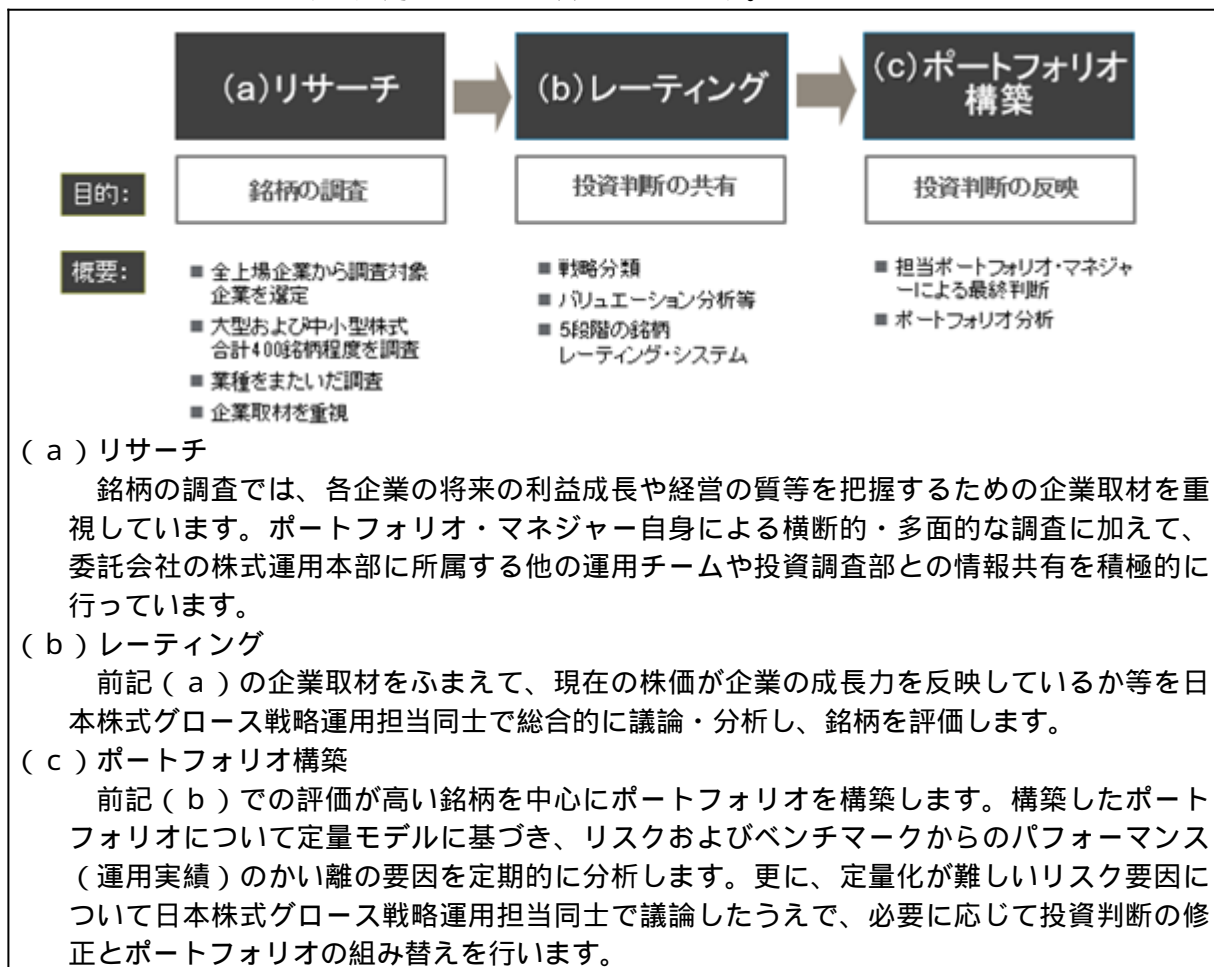 (a)リサーチ
(b)レーティング
(c)ポートフォリオ
構築
目的:
銘柄の調査
投資判断の共有
投資判断の反映
概要:
■ 全上場企業から調査対象
企業を選定
■ 大型および中小型株式
合計400銘柄程度を調査
■ 業種をまたいだ調査
■ 企業取材を重視
■ 戦略分類
■ バリュエーション分析等
■ 5段階の銘柄
レーティング・システム
■ 担当ポートフォリオ・マネジャ
ーによる最終判断
■ ポートフォリオ分析
(a)リサーチ
銘柄の調査では、各企業の将来の利益成長や経営の質等を把握するための企業取材を重
視しています。ポートフォリオ・マネジャー自身による横断的・多面的な調査に加えて、
委託会社の株式運用本部に所属する他の運用チームや投資調査部との情報共有を積極的に
行っています。
(b)レーティング
前記(a)の企業取材をふまえて、現在の株価が企業の成長力を反映しているか等を日
本株式グロース戦略運用担当同士で総合的に議論・分析し、銘柄を評価します。
(c)ポートフォリオ構築
前記(b)での評価が高い銘柄を中心にポートフォリオを構築します。構築したポート
フォリオについて定量モデルに基づき、リスクおよびベンチマークからのパフォーマンス
(運用実績)のかい離の要因を定期的に分析します。更に、定量化が難しいリスク要因に
ついて日本株式グロース戦略運用担当同士で議論したうえで、必要に応じて投資判断の修
正とポートフォリオの組み替えを行います。